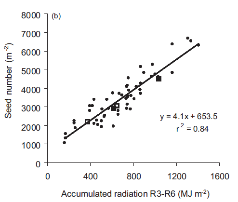 (b)
8000
7000
6000
5000
4000
3000
2000
1000
0
Seed number (m⁻²)
y = 4.1x + 653.5
r² = 0.84
0 400 800 1200 1600
Accumulated radiation R3-R6 (MJ m⁻²)